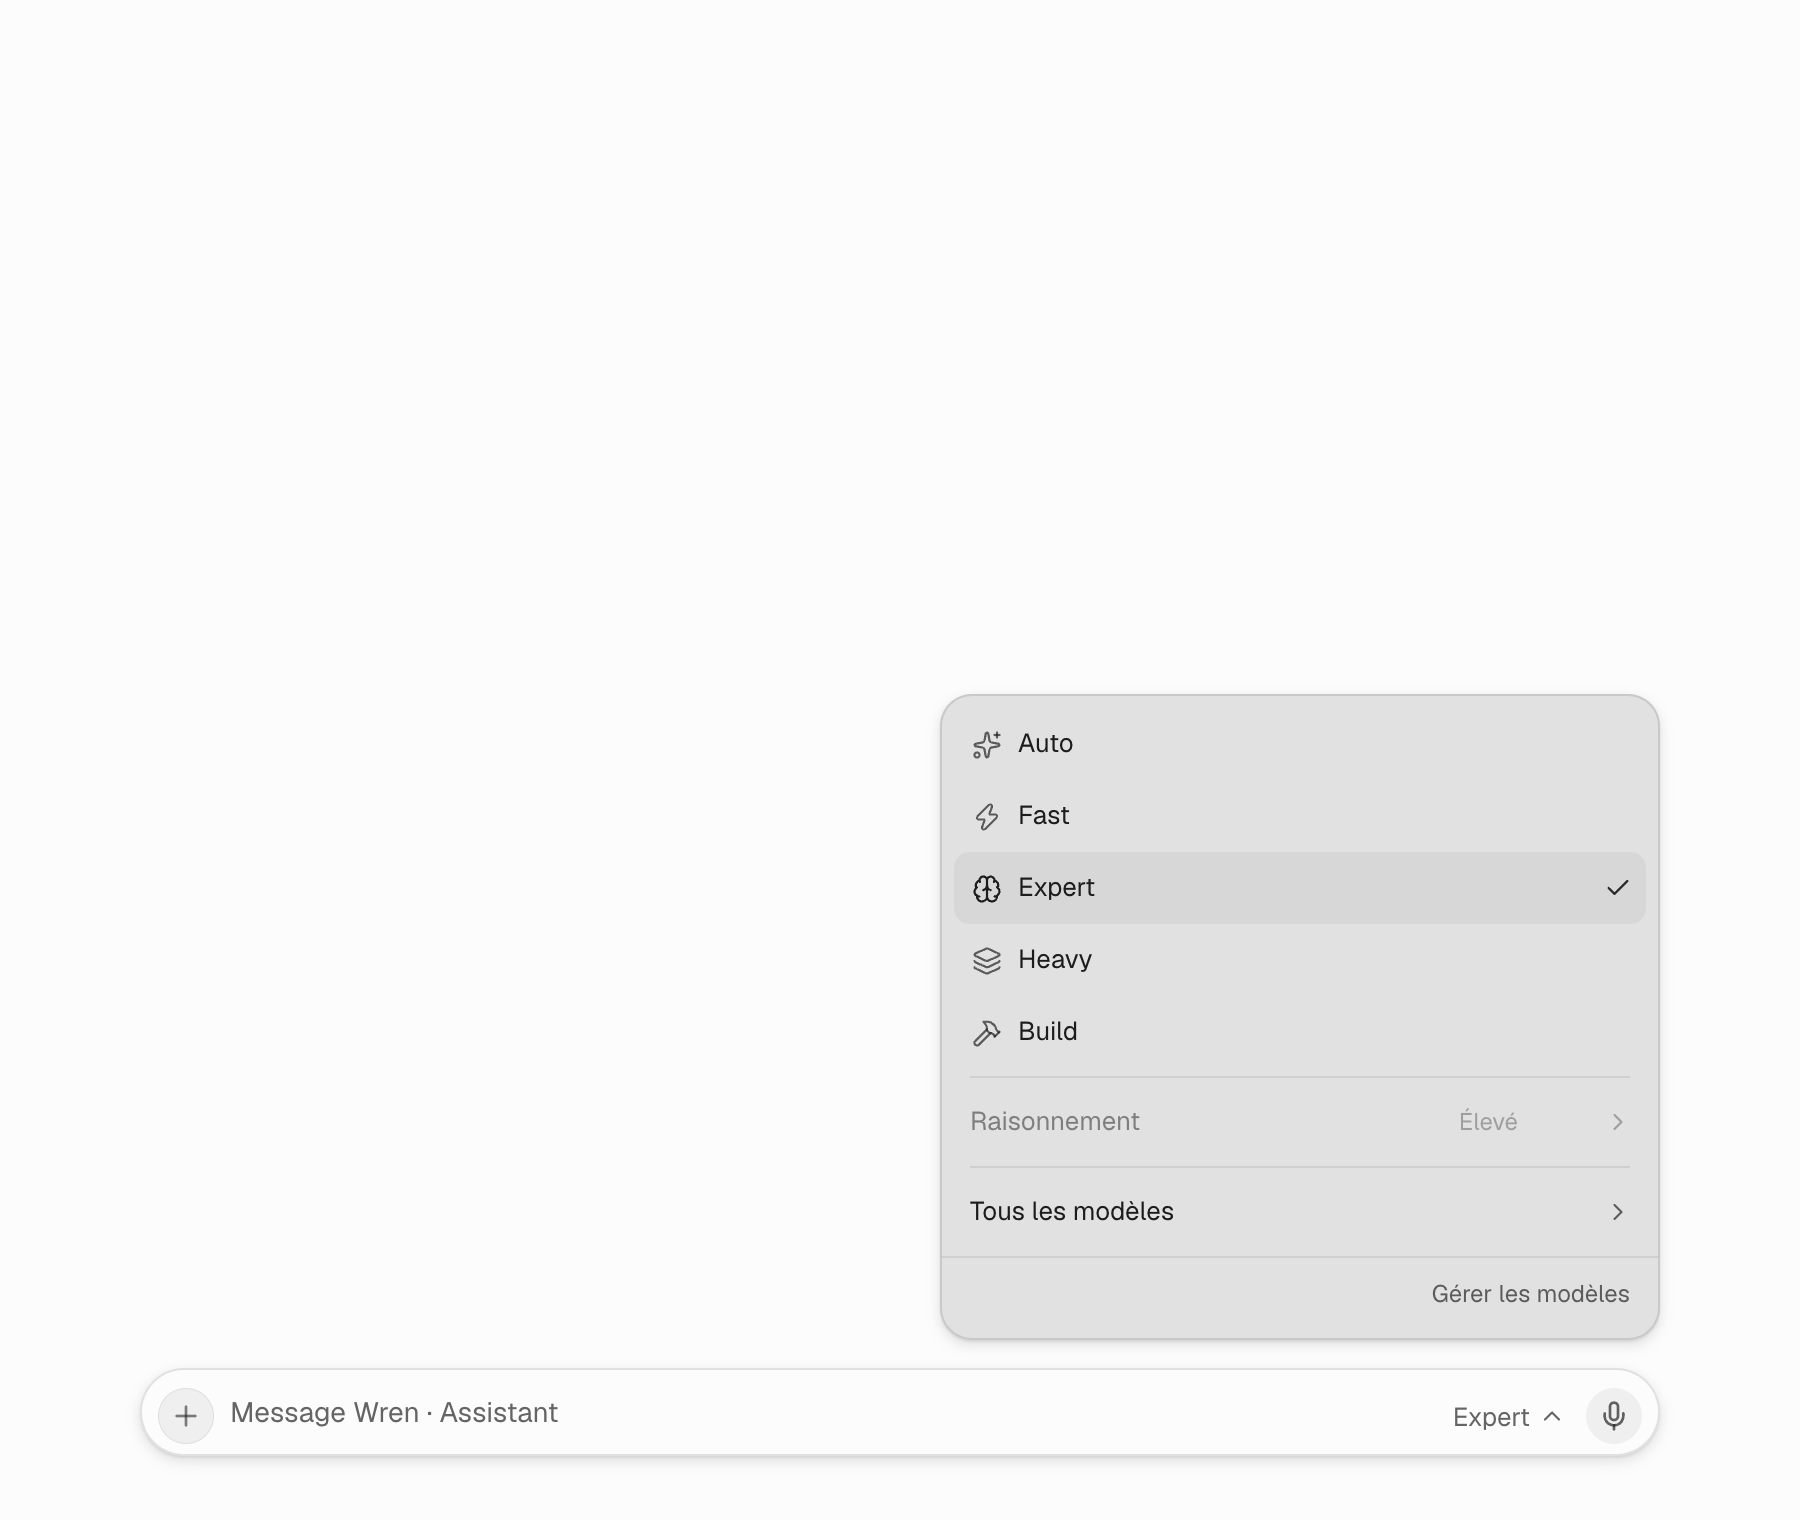 Auto
Fast
Expert
Heavy
Build
Raisonnement Élevé
Tous les modèles
Gérer les modèles
Message Wren · Assistant Expert